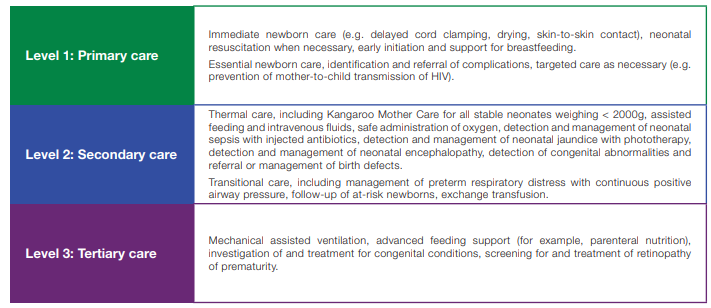 Level 1: Primary care
Immediate newborn care (e.g. delayed cord clamping, drying, skin-to-skin contact), neonatal
resuscitation when necessary, early initiation and support for breastfeeding.
Essential newborn care, identification and referral of complications, targeted care as necessary (e.g.
prevention of mother-to-child transmission of HIV).
Level 2: Secondary care
Thermal care, including Kangaroo Mother Care for all stable neonates weighing < 2000g, assisted
feeding and intravenous fluids, safe administration of oxygen, detection and management of neonatal
sepsis with injected antibiotics, detection and management of neonatal jaundice with phototherapy,
detection and management of neonatal encephalopathy, detection of congenital abnormalities and
referral or management of birth defects.
Transitional care, including management of preterm respiratory distress with continuous positive
airway pressure, follow-up of at-risk newborns, exchange transfusion.
Level 3: Tertiary care
Mechanical assisted ventilation, advanced feeding support (for example, parenteral nutrition),
investigation of and treatment for congenital conditions, screening for and treatment of retinopathy
of prematurity.